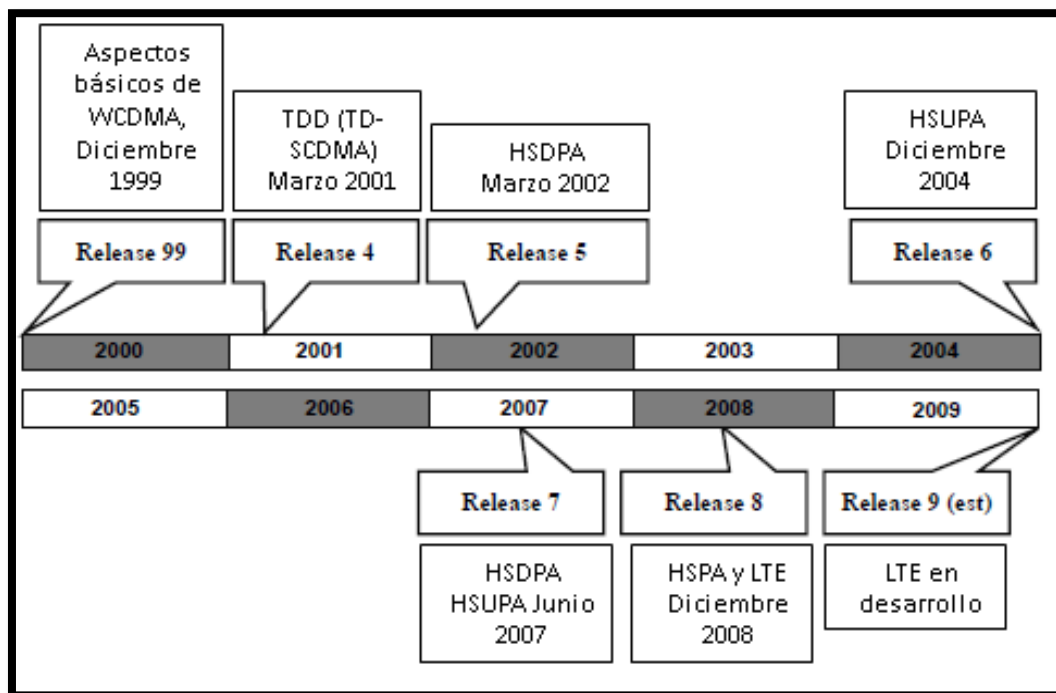 Aspectos
básicos de
WCDMA,
Diciembre
1999
TDD (TD-
SCDMA)
Marzo 2001
HSDPA
Marzo 2002
HSUPA
Diciembre
2004
Release 99
Release 4
Release 5
Release 6
2000
2001
2002
2003
2004
2005
2006
2007
2008
2009
Release 7
Release 8
Release 9 (est)
HSDPA
HSUPA Junio
2007
HSPA y LTE
Diciembre
2008
LTE en
desarrollo